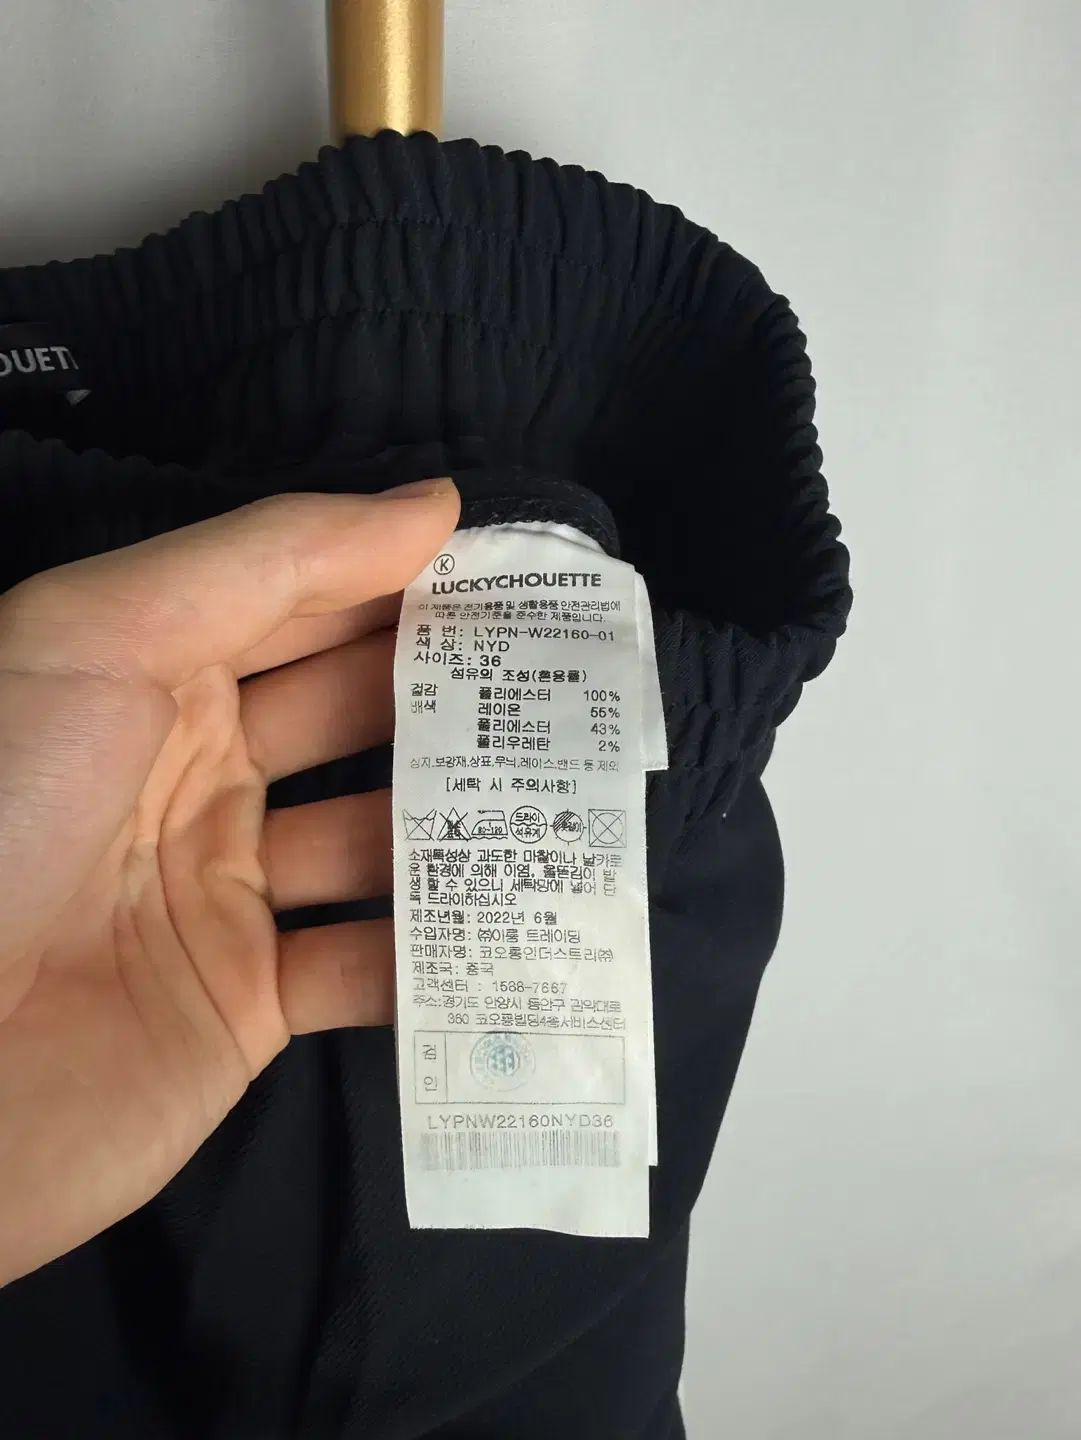 OUET
Ⓚ
LUCKYCHOUETTE
이 제품은 전기용품 및 생활용품 안전관리법에
따른 안전기준을 준수한 제품입니다.
품 번: LYPN-W22160-01
색 상: NYD
사이즈: 36
섬유의 조성(혼용률)
겉감 폴리에스터 100%
배색 레이온 55%
폴리에스터 43%
폴리우레탄 2%
심지,보강재,상표,무늬,레이스,밴드 등 제외
[세탁 시 주의사항]
80~120 드라이 석유계
소재특성상 과도한 마찰이나 날카로
운 환경에 의해 이염, 올뜯김이 발
생할 수 있으니 세탁망에 넣어 단
독 드라이하십시오
제조년월: 2022년 6월
수입자명: ㈜이룸 트레이딩
판매자명: 코오롱인더스트리㈜
제조국: 중국
고객센터 : 1588-7667
주소:경기도 안양시 동안구 관악대로
360 코오롱빌딩4층서비스센터
검
인
LYPNW22160NYD36